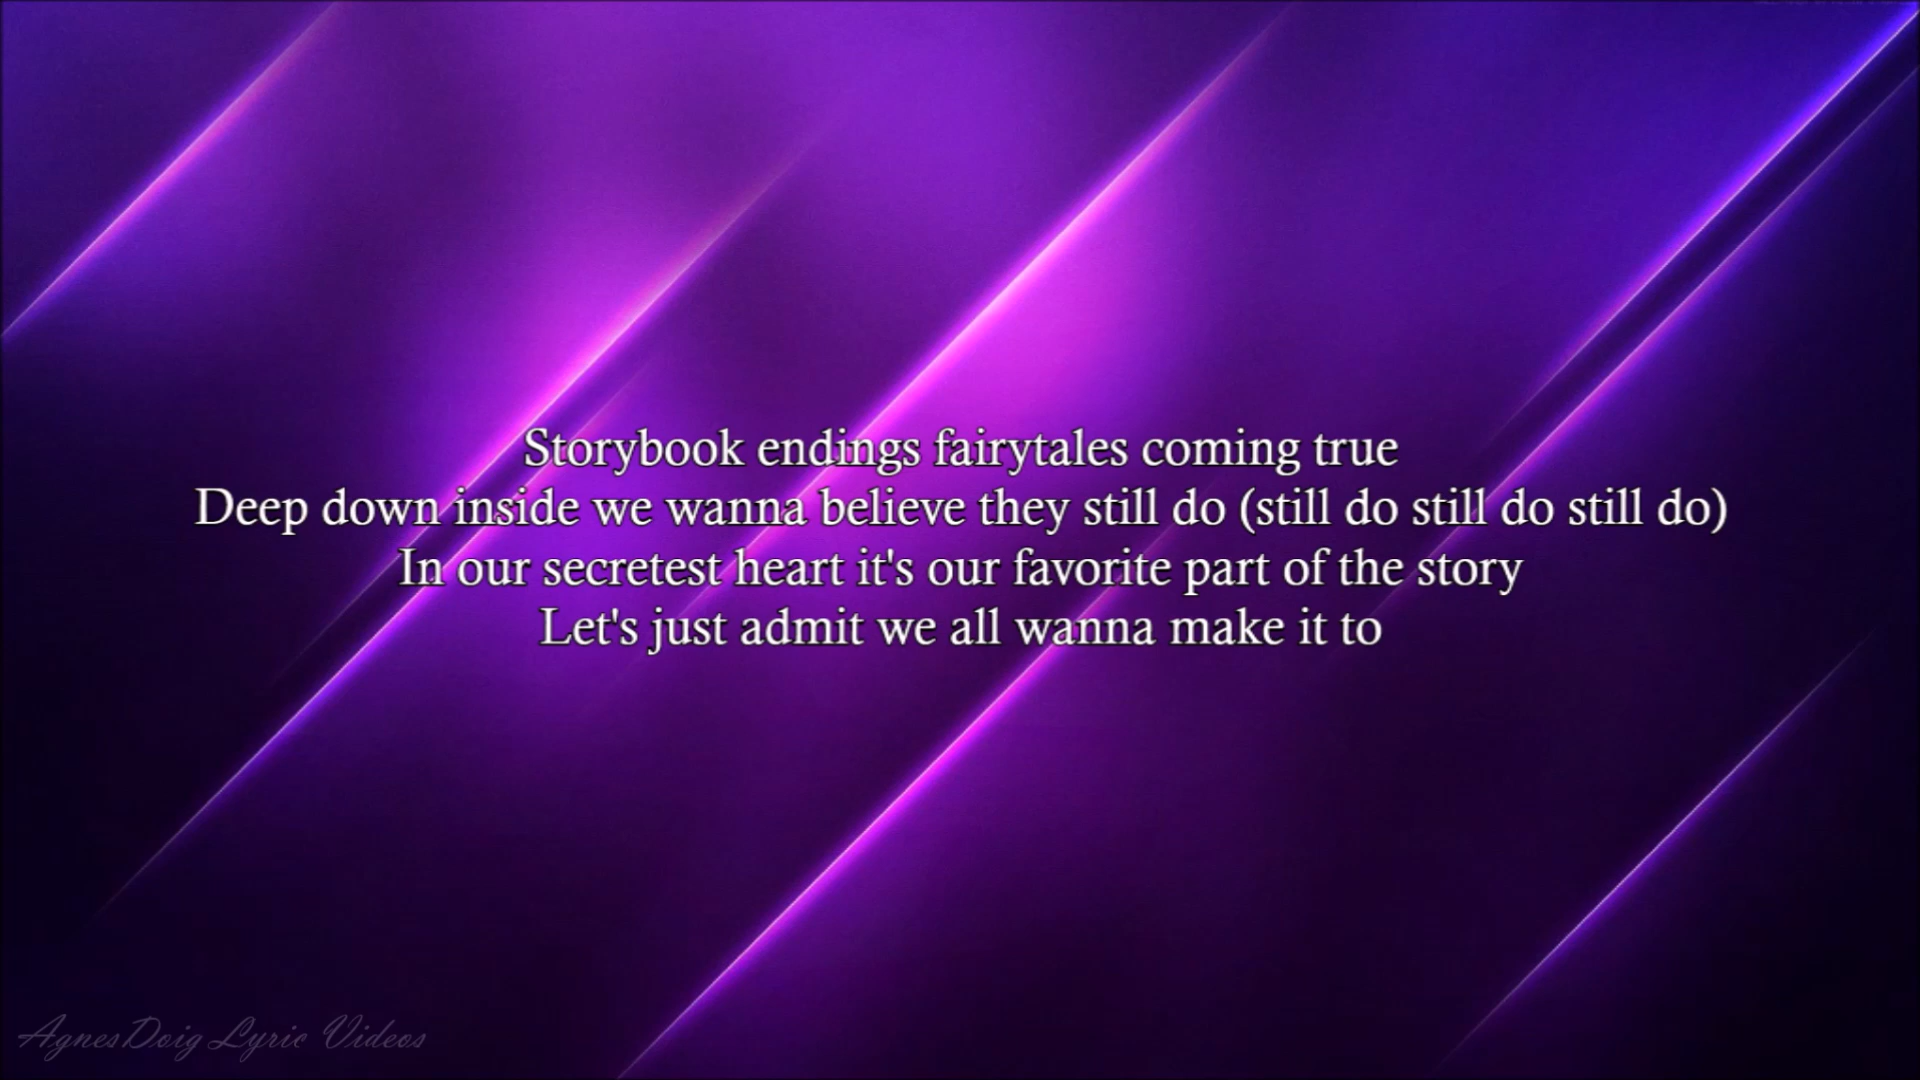 Storybook endings fairytales coming true
Deep down inside we wanna believe they still do (still do still do still do)
In our secretest heart it's our favorite part of the story
Let's just admit we all wanna make it to
AgnesDoig Lyric Videos